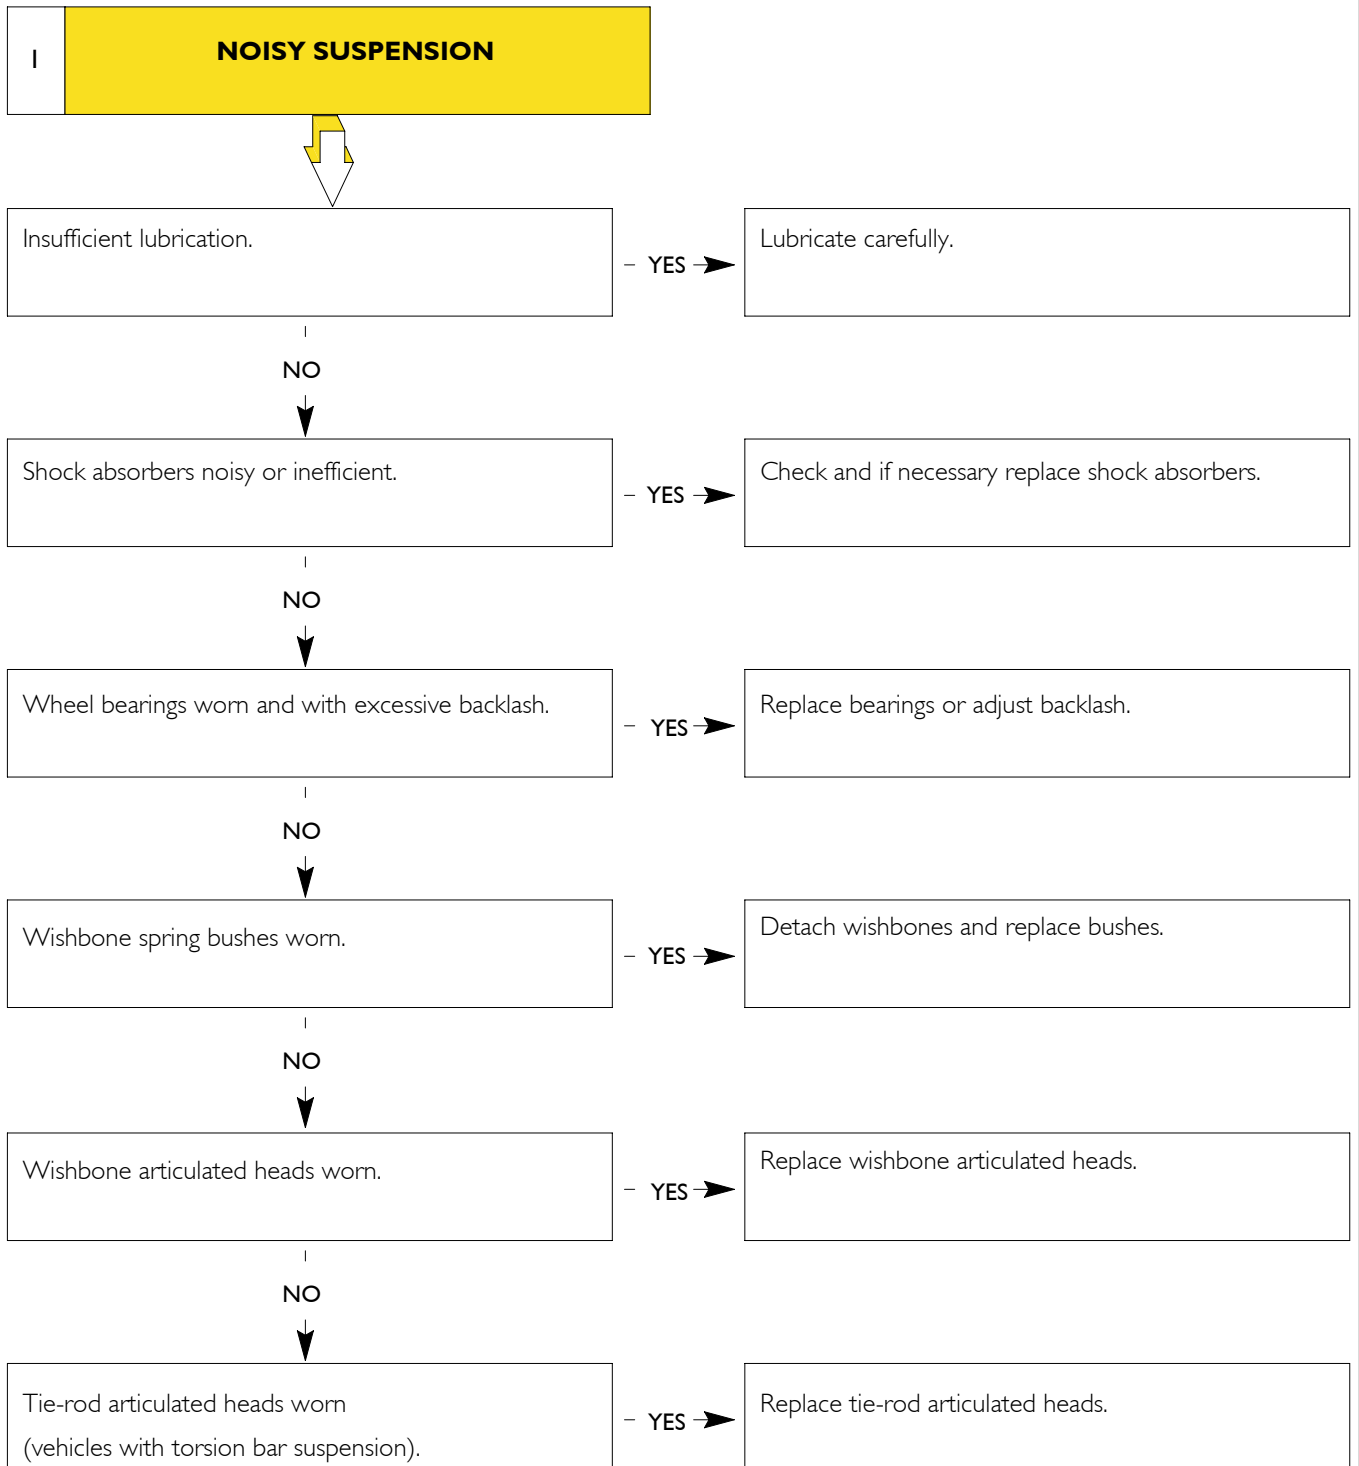 1
NOISY SUSPENSION
Insufficient lubrication.
YES
Lubricate carefully.
NO
Shock absorbers noisy or inefficient.
YES
Check and if necessary replace shock absorbers.
NO
Wheel bearings worn and with excessive backlash.
YES
Replace bearings or adjust backlash.
NO
Wishbone spring bushes worn.
YES
Detach wishbones and replace bushes.
NO
Wishbone articulated heads worn.
YES
Replace wishbone articulated heads.
NO
Tie-rod articulated heads worn
(vehicles with torsion bar suspension).
YES
Replace tie-rod articulated heads.